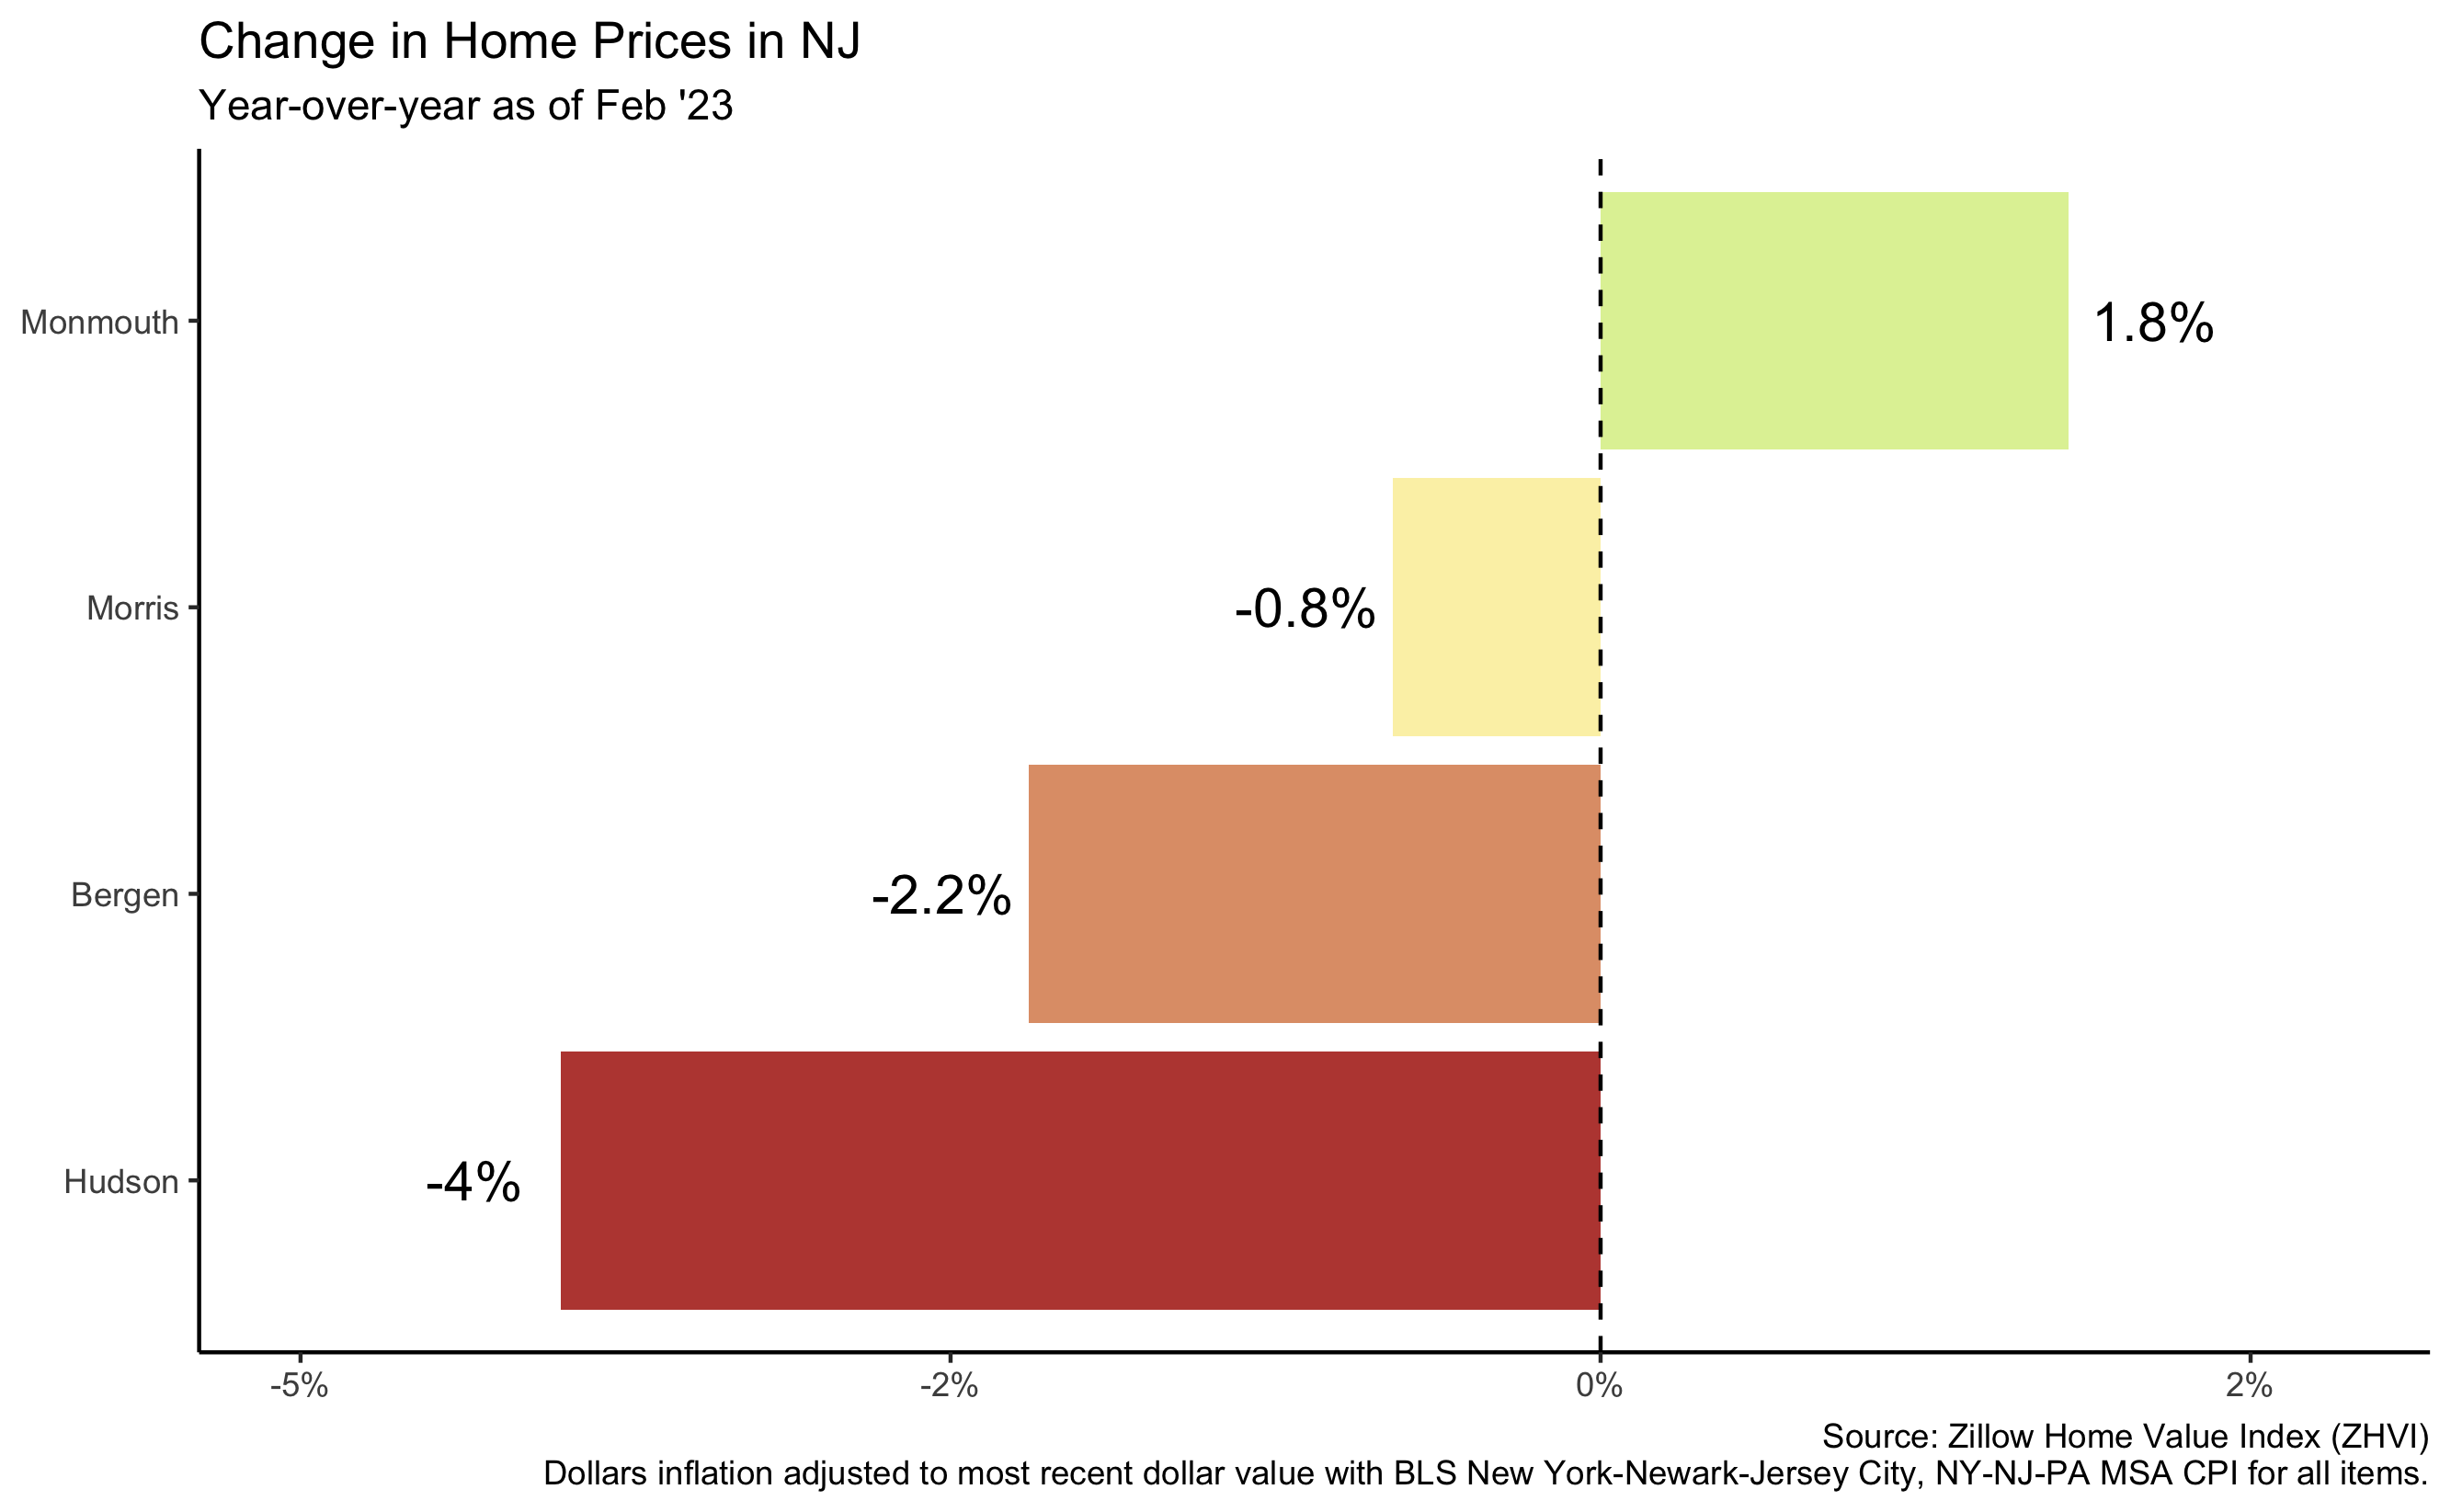 Change in Home Prices in NJ
Year-over-year as of Feb '23
Monmouth
1.8%
Morris
-0.8%
Bergen
-2.2%
Hudson
-4%
-5%
-2%
0%
2%
Source: Zillow Home Value Index (ZHVI)
Dollars inflation adjusted to most recent dollar value with BLS New York-Newark-Jersey City, NY-NJ-PA MSA CPI for all items.